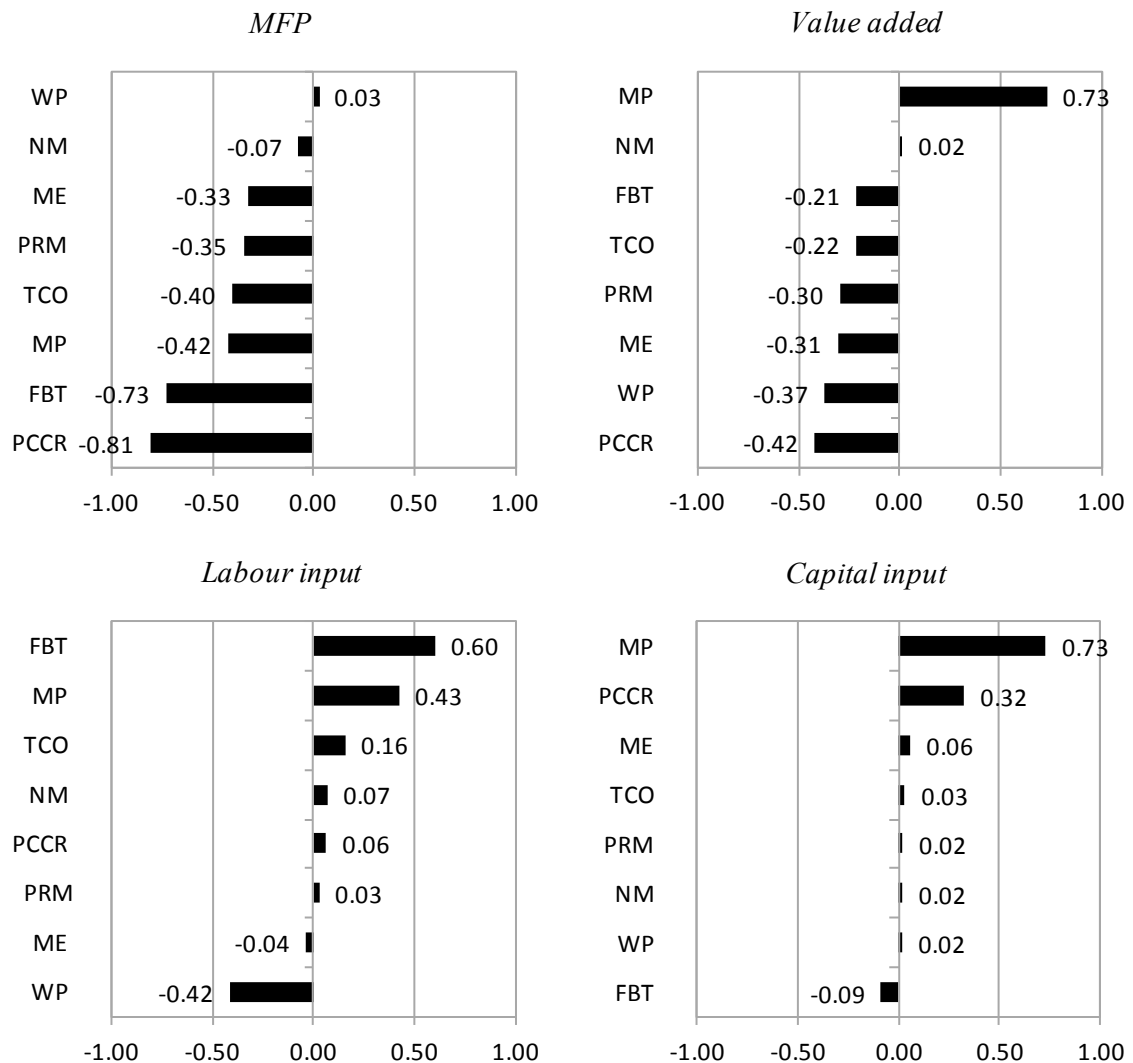 MFP
WP 0.03
NM -0.07
ME -0.33
PRM -0.35
TCO -0.40
MP -0.42
FBT -0.73
PCCR -0.81
-1.00 -0.50 0.00 0.50 1.00
Value added
MP 0.73
NM 0.02
FBT -0.21
TCO -0.22
PRM -0.30
ME -0.31
WP -0.37
PCCR -0.42
-1.00 -0.50 0.00 0.50 1.00
Labour input
FBT 0.60
MP 0.43
TCO 0.16
NM 0.07
PCCR 0.06
PRM 0.03
ME -0.04
WP -0.42
-1.00 -0.50 0.00 0.50 1.00
Capital input
MP 0.73
PCCR 0.32
ME 0.06
TCO 0.03
PRM 0.02
NM 0.02
WP 0.02
FBT -0.09
-1.00 -0.50 0.00 0.50 1.00